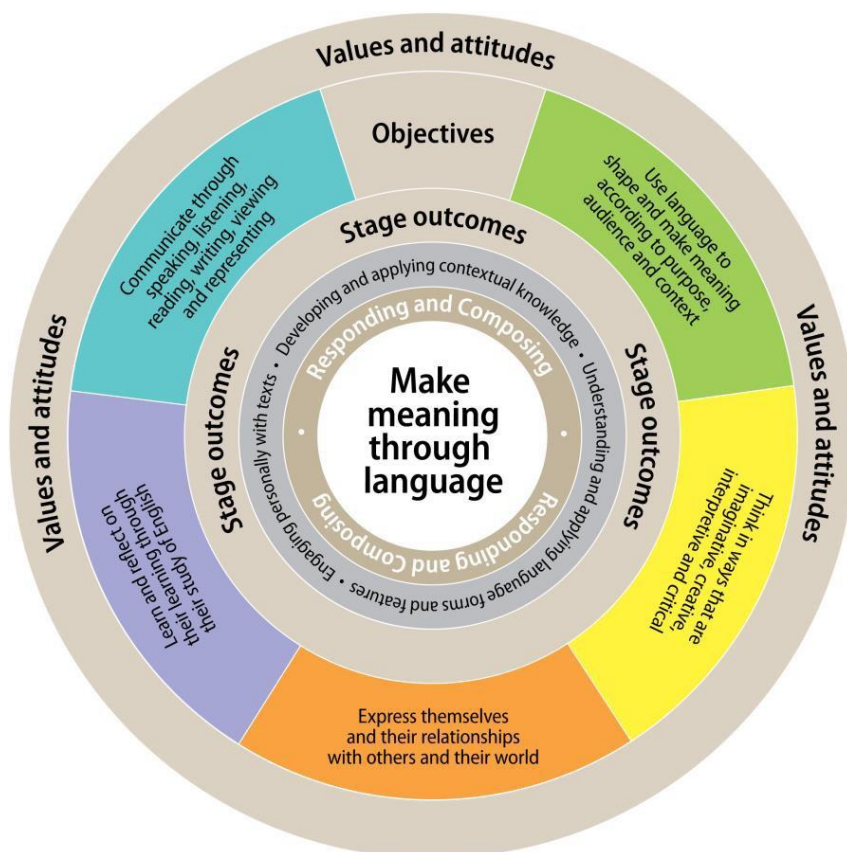 Values and attitudes
Objectives
Communicate through
speaking, listening,
reading, writing, viewing
and representing
Use language to
shape and make meaning
according to purpose,
audience and context
Stage outcomes
Developing and applying contextual knowledge • Understanding and applying language forms and features • Engaging personally with texts •
Responding and Composing
Make
meaning
through
language
• Responding and Composing •
Values and attitudes
Stage outcomes
Stage outcomes
Values and attitudes
Learn and reflect on
their learning through
their study of English
Think in ways that are
imaginative, creative,
interpretive and critical
Express themselves
and their relationships
with others and their world